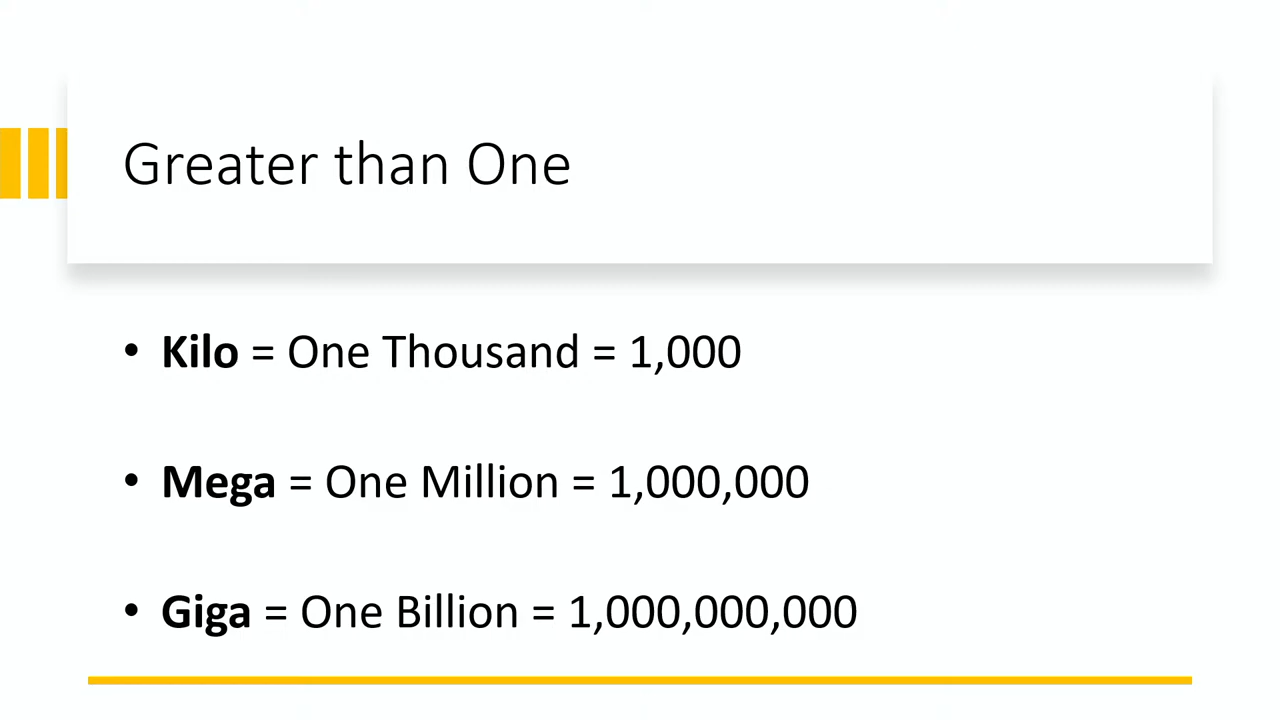 Greater than One
• Kilo = One Thousand = 1,000
• Mega = One Million = 1,000,000
• Giga = One Billion = 1,000,000,000